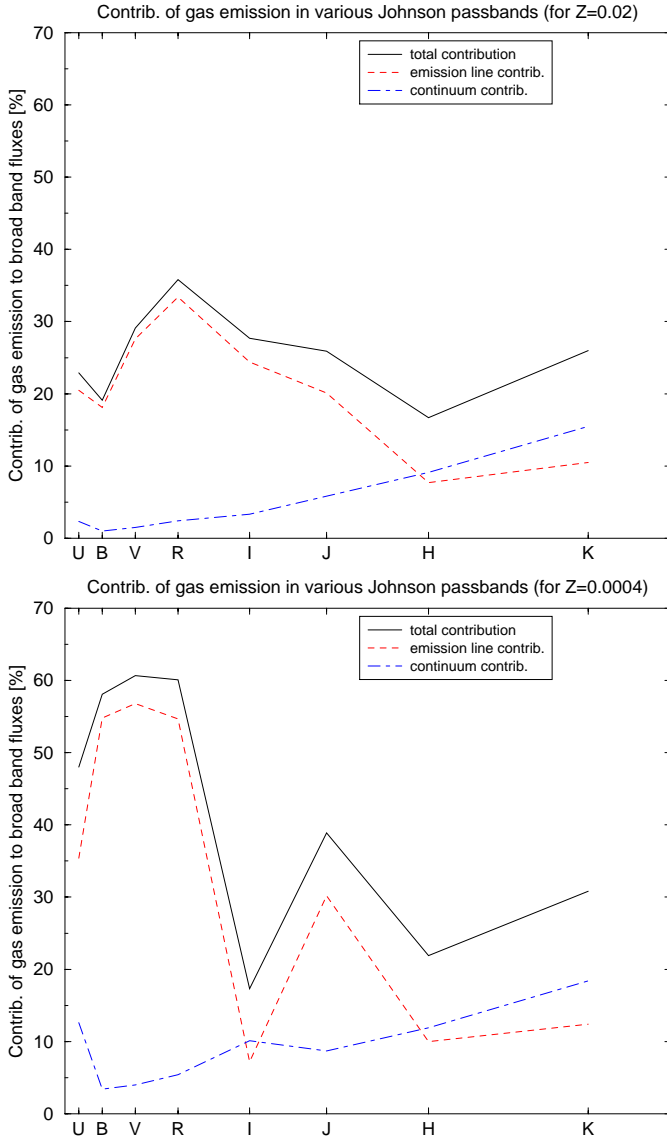 Contrib. of gas emission in various Johnson passbands (for Z=0.02)
70
60
50
40
30
20
10
0
Contrib. of gas emission to broad band fluxes [%]
total contribution
emission line contrib.
continuum contrib.
U B V R I J H K
Contrib. of gas emission in various Johnson passbands (for Z=0.0004)
70
60
50
40
30
20
10
0
Contrib. of gas emission to broad band fluxes [%]
total contribution
emission line contrib.
continuum contrib.
U B V R I J H K